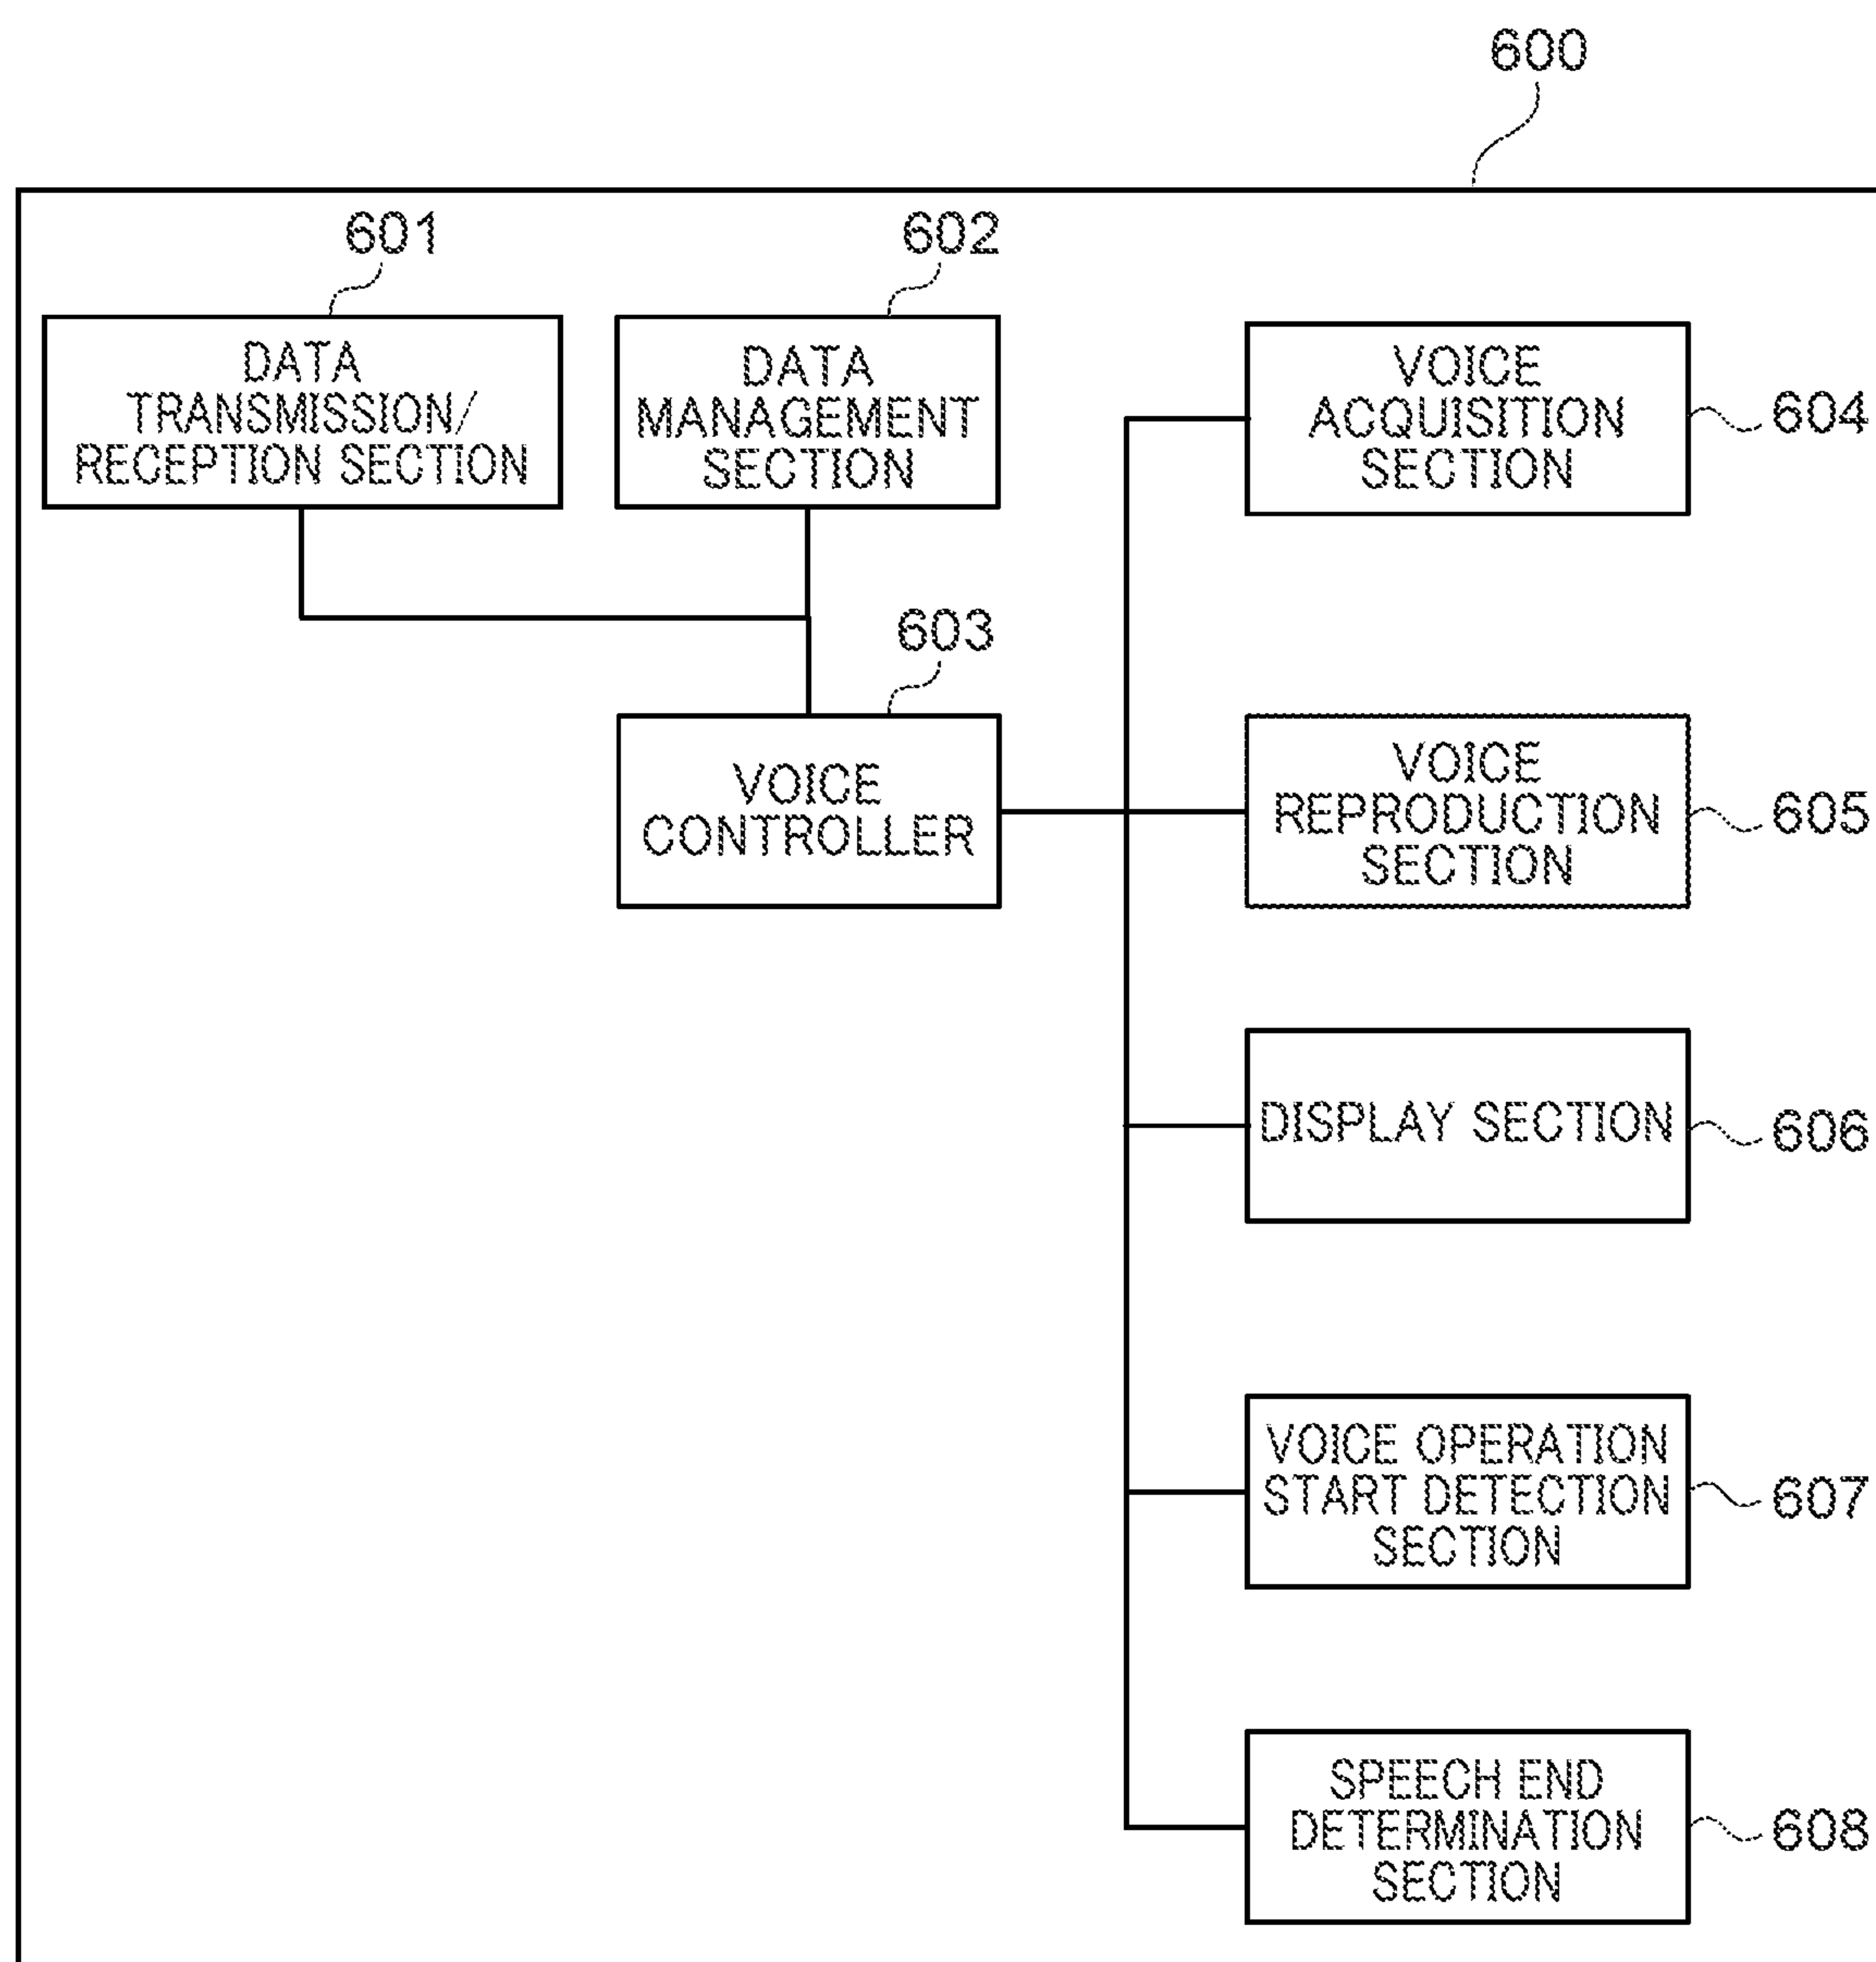 600
601
602
DATA
TRANSMISSION/
RECEPTION SECTION
DATA
MANAGEMENT
SECTION
VOICE
ACQUISITION
SECTION
604
603
VOICE
CONTROLLER
VOICE
REPRODUCTION
SECTION
605
DISPLAY SECTION
606
VOICE OPERATION
START DETECTION
SECTION
607
SPEECH END
DETERMINATION
SECTION
608